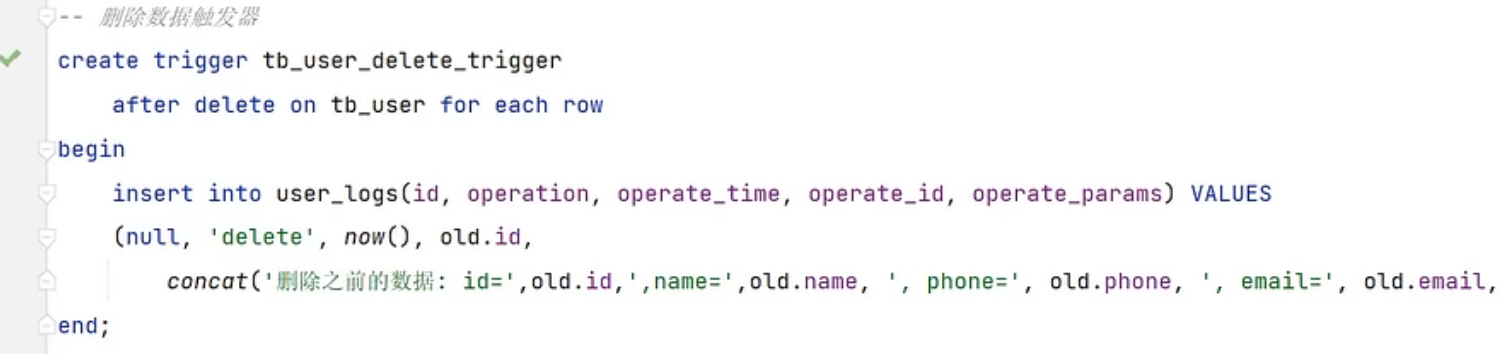 -- 删除数据触发器
create trigger tb_user_delete_trigger
    after delete on tb_user for each row
begin
    insert into user_logs(id, operation, operate_time, operate_id, operate_params) VALUES
    (null, 'delete', now(), old.id,
        concat('删除之前的数据: id=',old.id,',name=',old.name, ', phone=', old.phone, ', email=', old.email,
end;